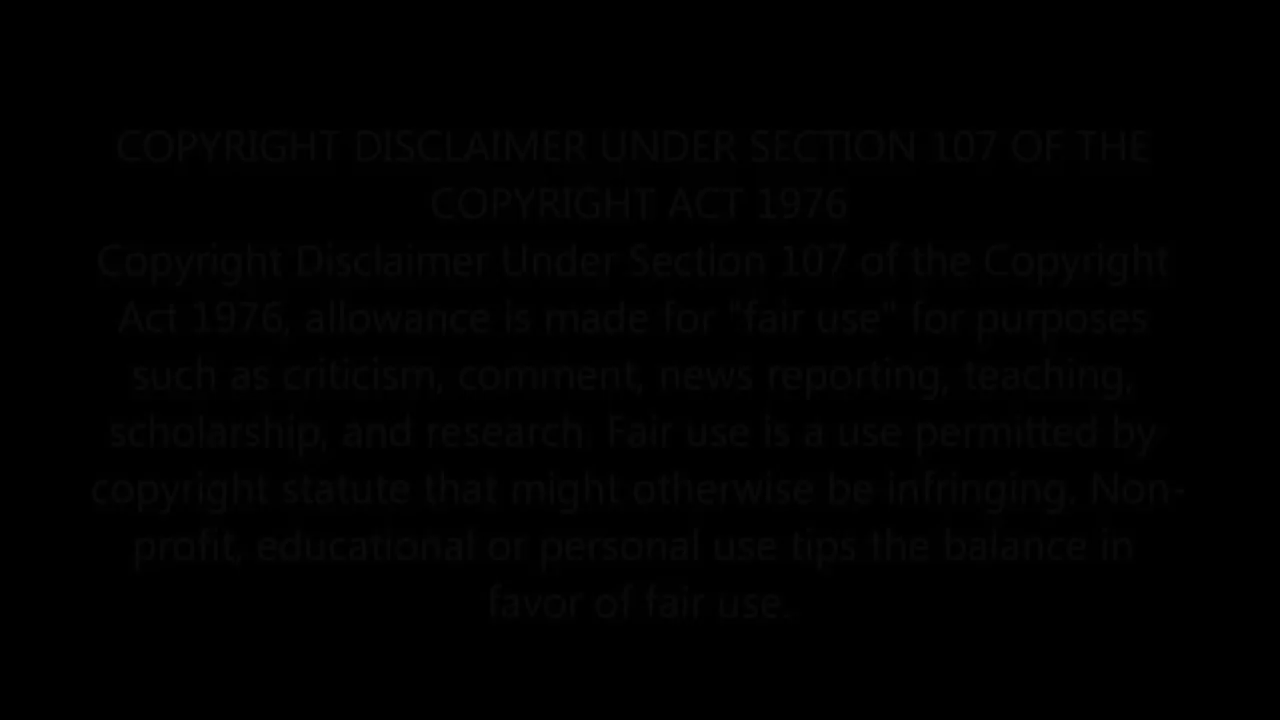 COPYRIGHT DISCLAIMER UNDER SECTION 107 OF THE
COPYRIGHT ACT 1976
Copyright Disclaimer Under Section 107 of the Copyright
Act 1976, allowance is made for "fair use" for purposes
such as criticism, comment, news reporting, teaching,
scholarship, and research. Fair use is a use permitted by
copyright statute that might otherwise be infringing. Non-
profit, educational or personal use tips the balance in
favor of fair use.